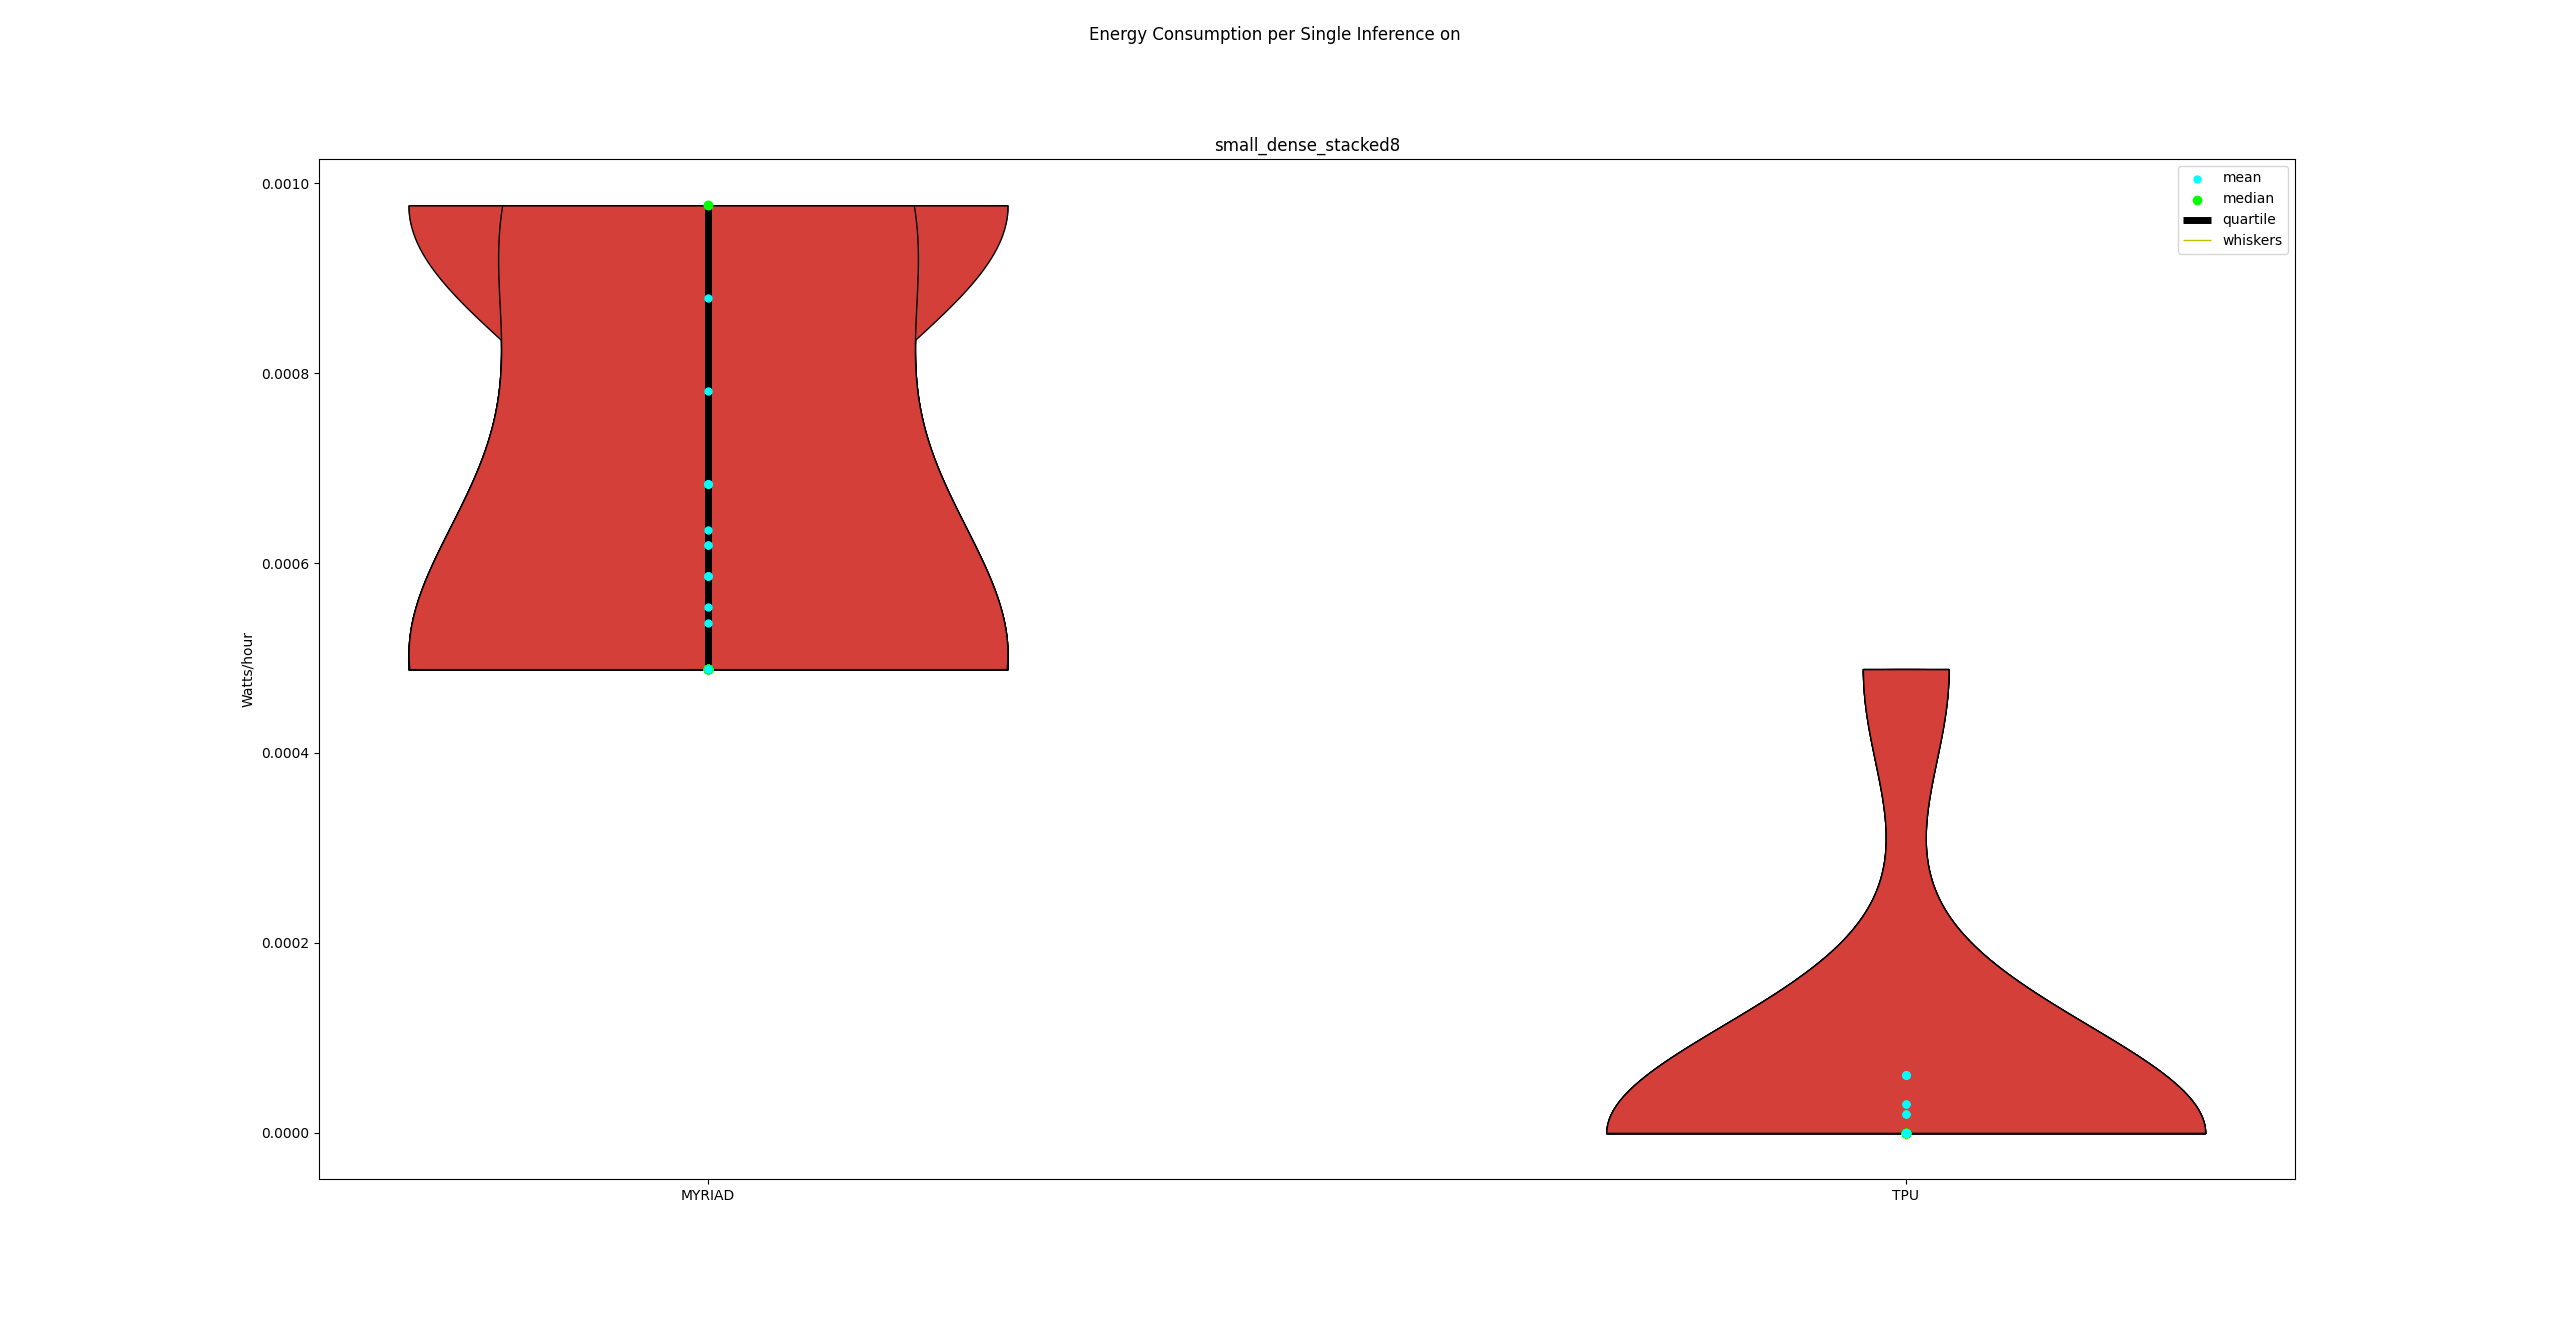 Energy Consumption per Single Inference on
small_dense_stacked8
mean
median
quartile
whiskers
0.0010
0.0008
0.0006
0.0004
0.0002
0.0000
Watts/hour
MYRIAD
TPU